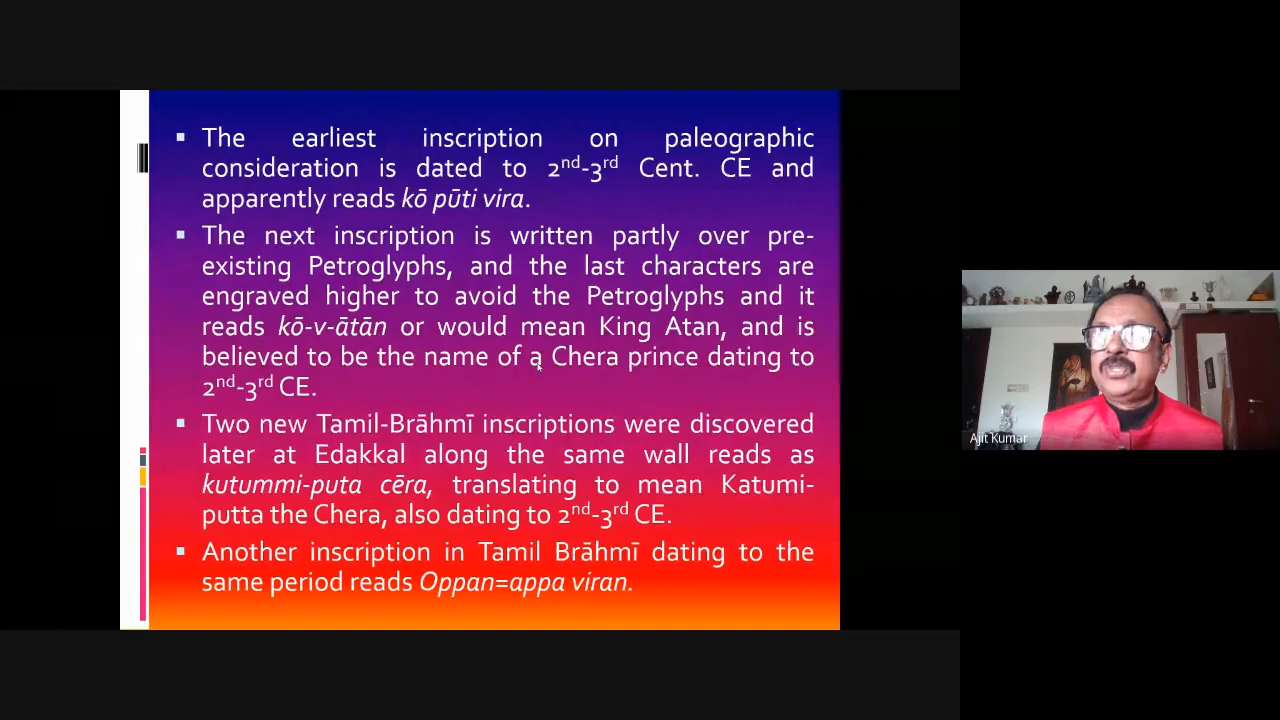 The earliest inscription on paleographic
consideration is dated to 2nd-3rd Cent. CE and
apparently reads kō pūti vira.
The next inscription is written partly over pre-
existing Petroglyphs, and the last characters are
engraved higher to avoid the Petroglyphs and it
reads kō-v-ātān or would mean King Atan, and is
believed to be the name of a Chera prince dating to
2nd-3rd CE.
Two new Tamil-Brāhmī inscriptions were discovered
later at Edakkal along the same wall reads as
kutummi-puta cēra, translating to mean Katumi-
putta the Chera, also dating to 2nd-3rd CE.
Another inscription in Tamil Brāhmī dating to the
same period reads Oppan=appa viran.
Ajit Kumar